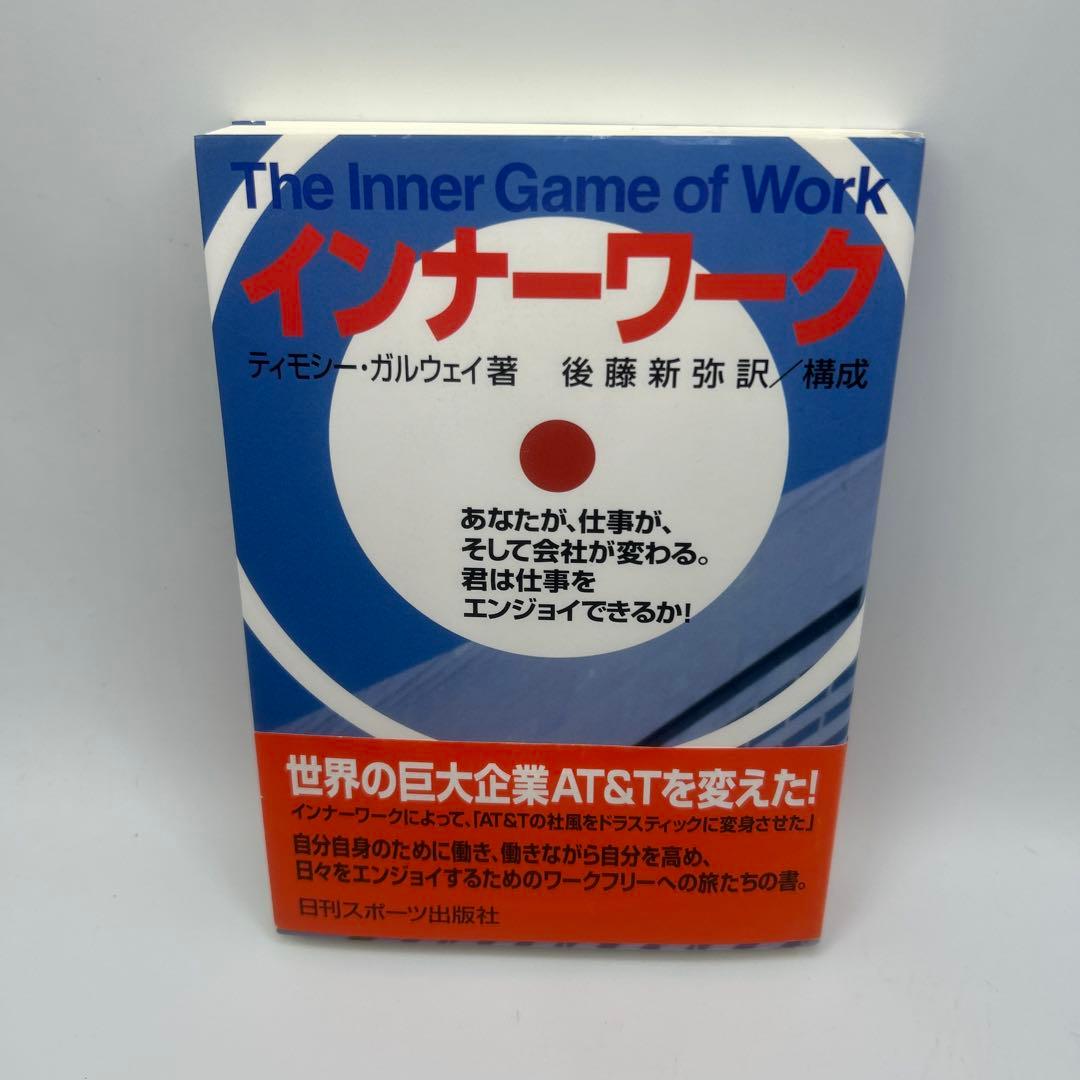 The Inner Game of Work
インナーワーク
ティモシー・ガルウェイ著　後藤新弥訳／構成
あなたが、仕事が、
そして会社が変わる。
君は仕事を
エンジョイできるか!
世界の巨大企業AT&Tを変えた!
インナーワークによって、「AT&Tの社風をドラスティックに変身させた」
自分自身のために働き、働きながら自分を高め、
日々をエンジョイするためのワークフリーへの旅たちの書。
日刊スポーツ出版社